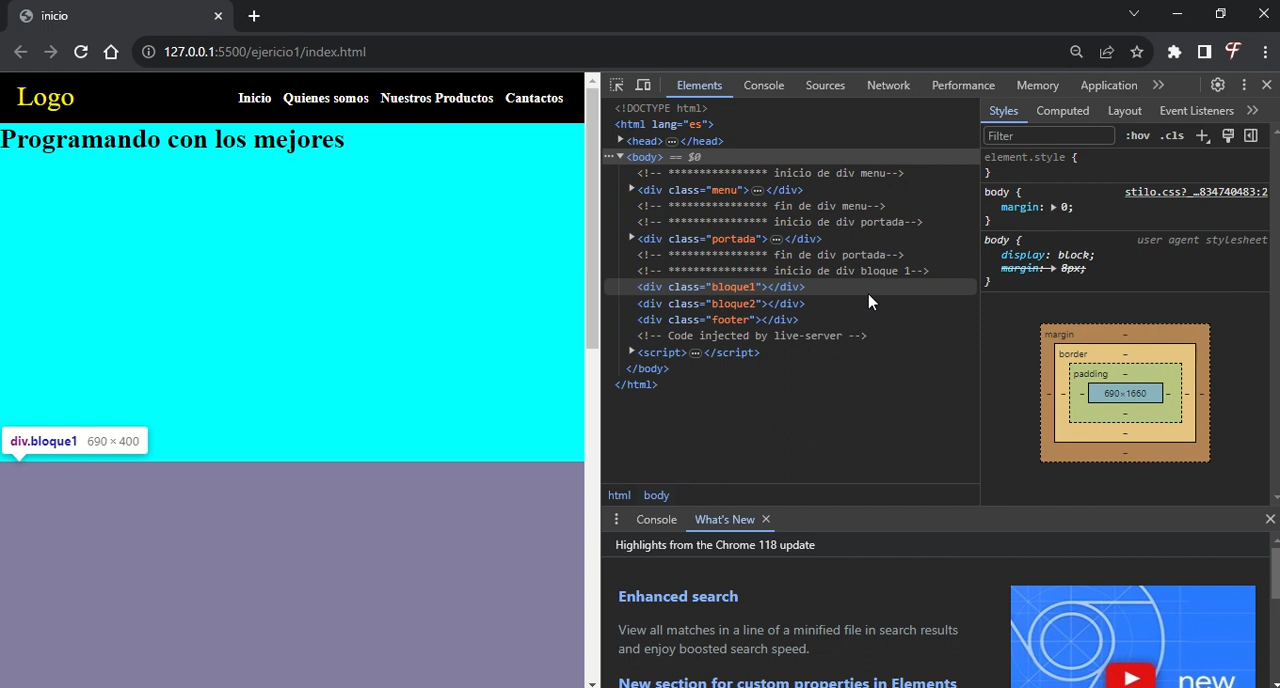 inicio
127.0.0.1:5500/ejericio1/index.html
Logo
Inicio Quienes somos Nuestros Productos Cantactos
Programando con los mejores
div.bloque1 690 × 400
Elements Console Sources Network Performance Memory Application
<!DOCTYPE html>
<html lang="es">
<head> … </head>
<body> == $0
<!-- **************** inicio de div menu-->
<div class="menu"> … </div>
<!-- **************** fin de div menu-->
<!-- **************** inicio de div portada-->
<div class="portada"> … </div>
<!-- **************** fin de div portada-->
<!-- **************** inicio de div bloque 1-->
<div class="bloque1"></div>
<div class="bloque2"></div>
<div class="footer"></div>
<!-- Code injected by live-server -->
<script> … </script>
</body>
</html>
html body
Styles Computed Layout Event Listeners
Filter :hov .cls
element.style {
}
body { stilo.css?_…834740483:2
margin: 0;
}
body { user agent stylesheet
display: block;
margin: 8px;
}
margin -
border -
padding -
- - - 690×1660 - - -
-
-
-
Console What's New
Highlights from the Chrome 118 update
Enhanced search
View all matches in a line of a minified file in search results
and enjoy boosted search speed.
New section for custom properties in Elements
new